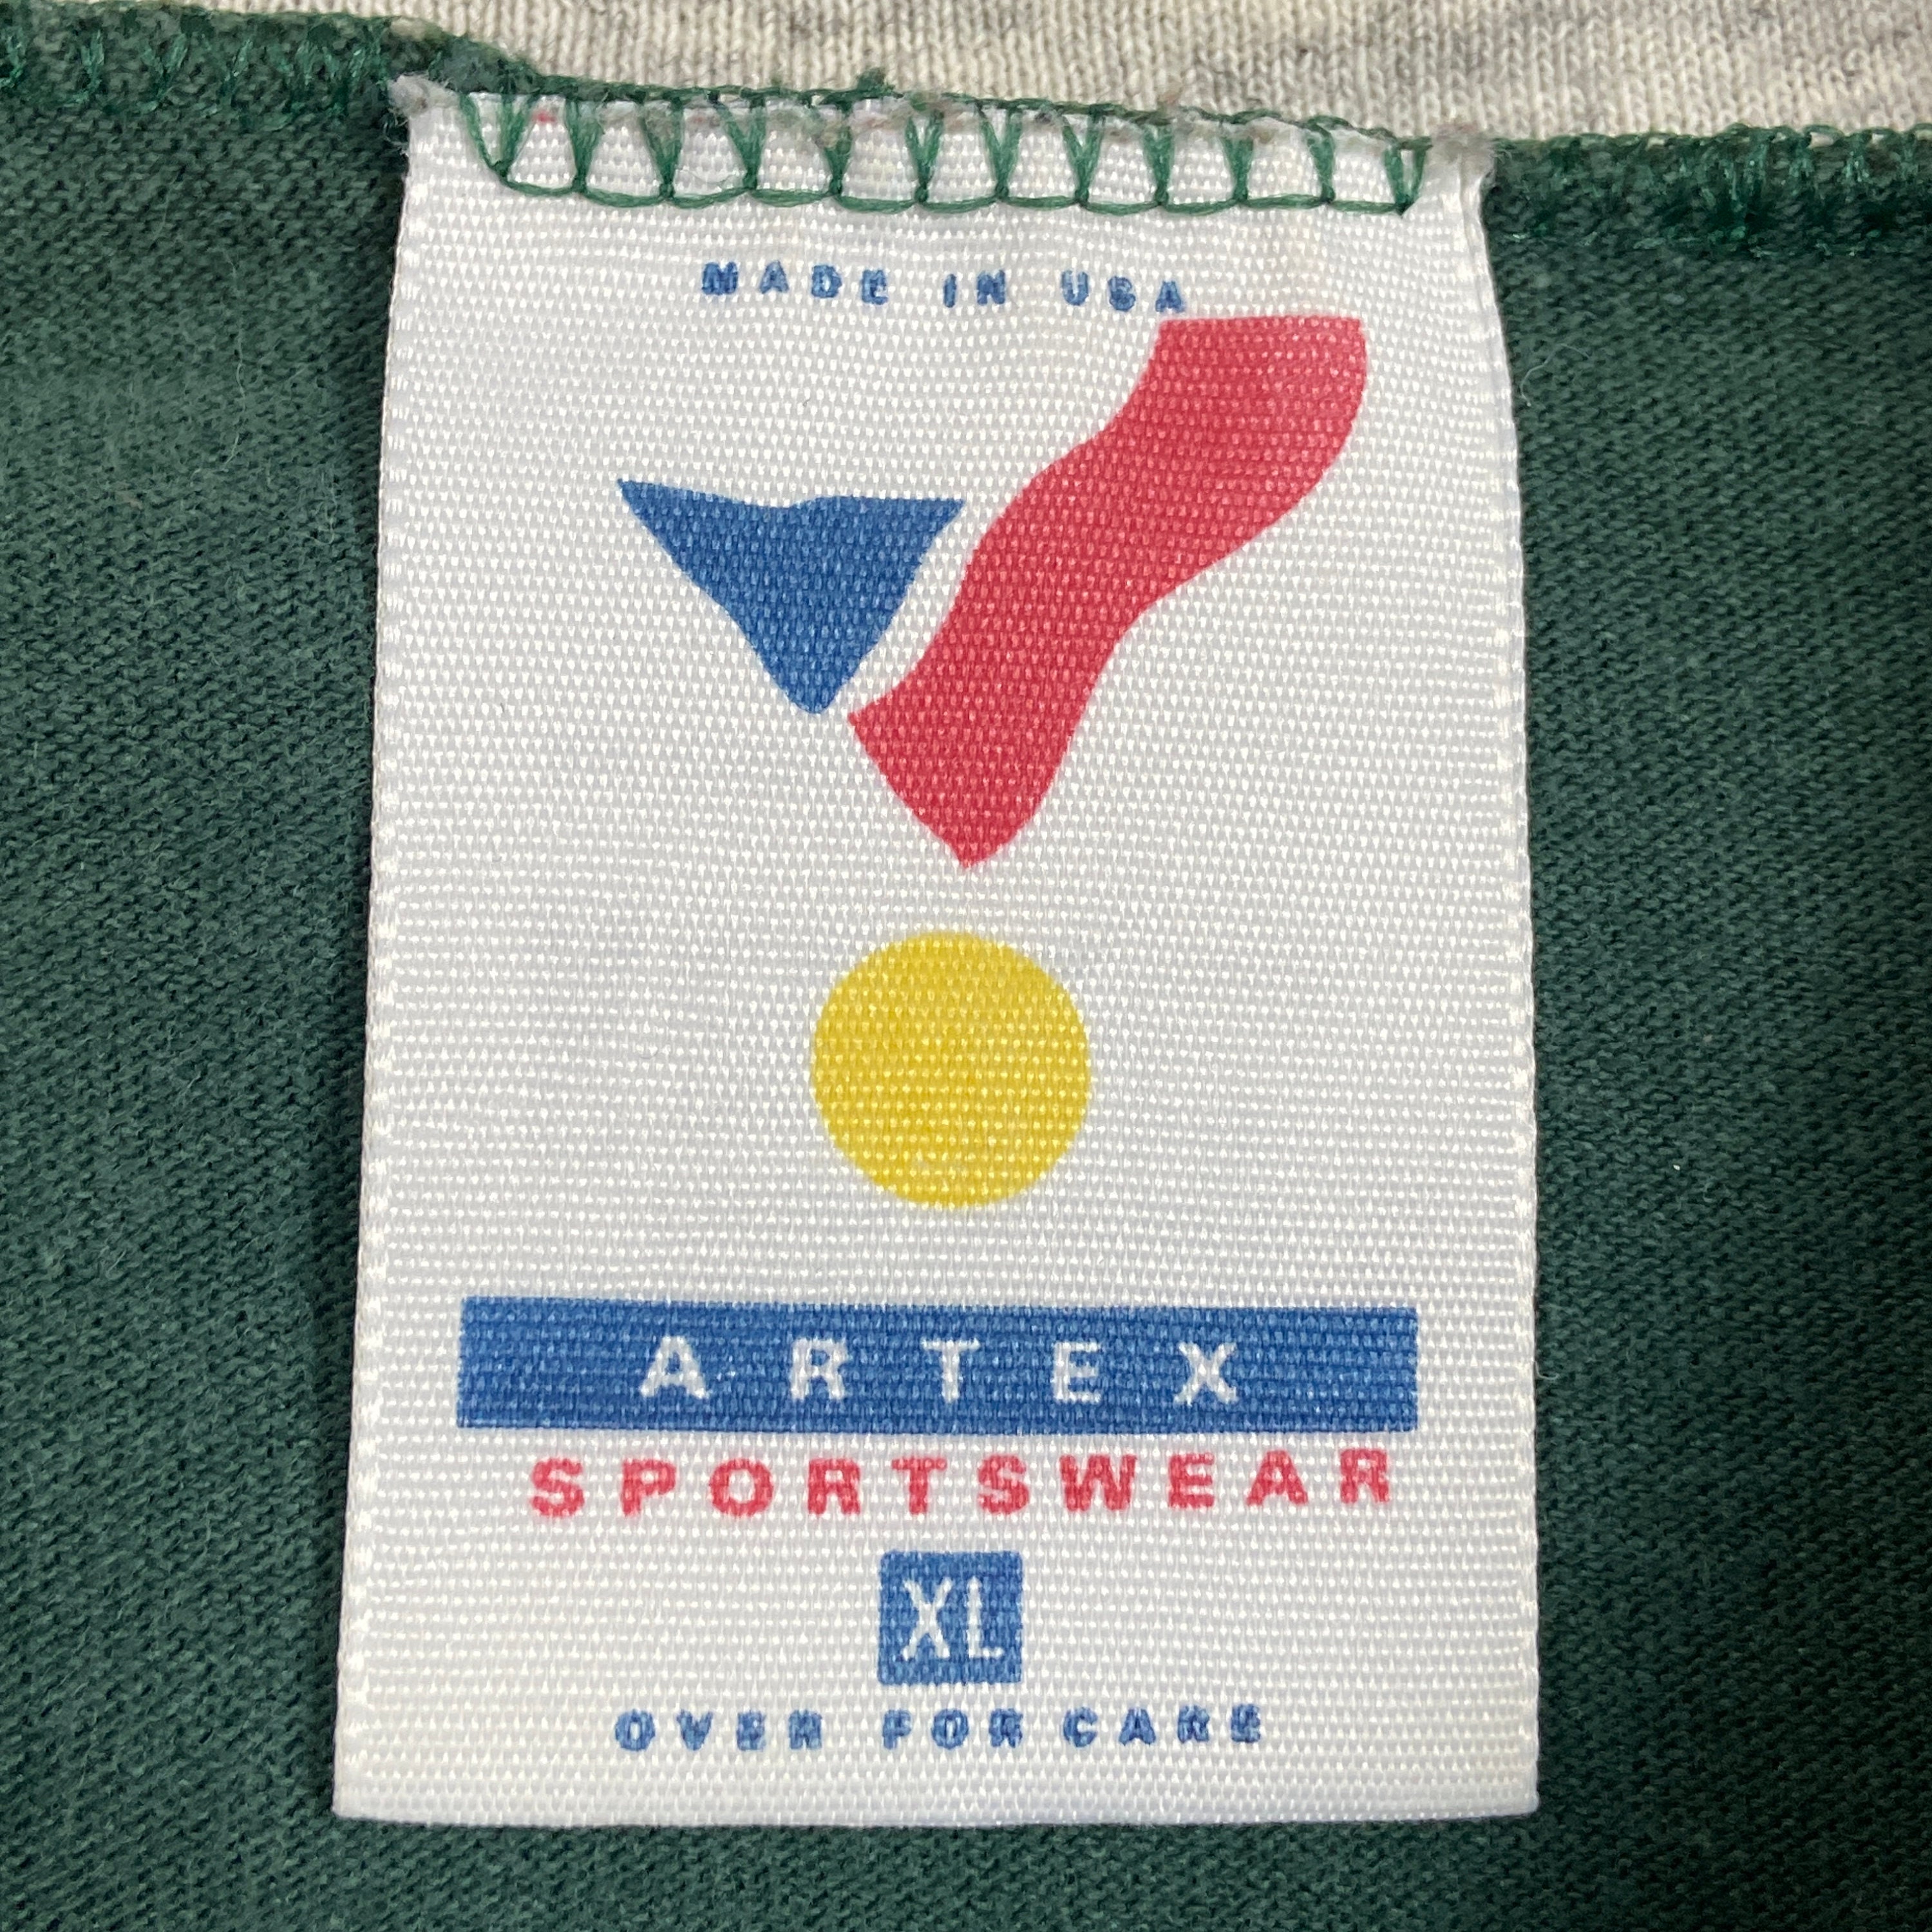 MADE IN USA
ARTEX
SPORTSWEAR
XL
OVER FOR CARE